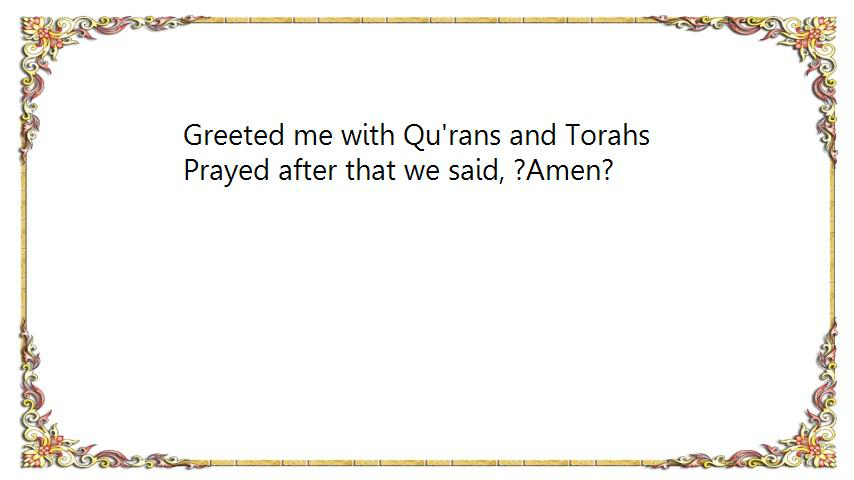 Greeted me with Qu'rans and Torahs
Prayed after that we said, ?Amen?